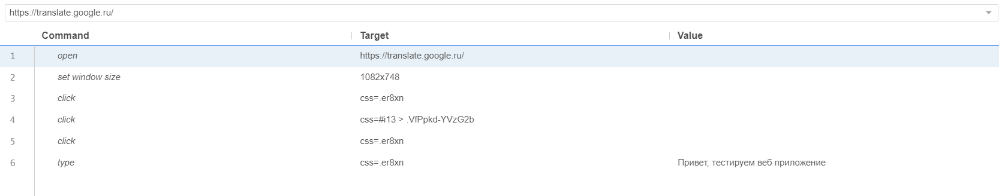 https://translate.google.ru/
Command Target Value
1 open https://translate.google.ru/
2 set window size 1082x748
3 click css=.er8xn
4 click css=#i13 > .VfPpkd-YVzG2b
5 click css=.er8xn
6 type css=.er8xn Привет, тестируем веб приложение